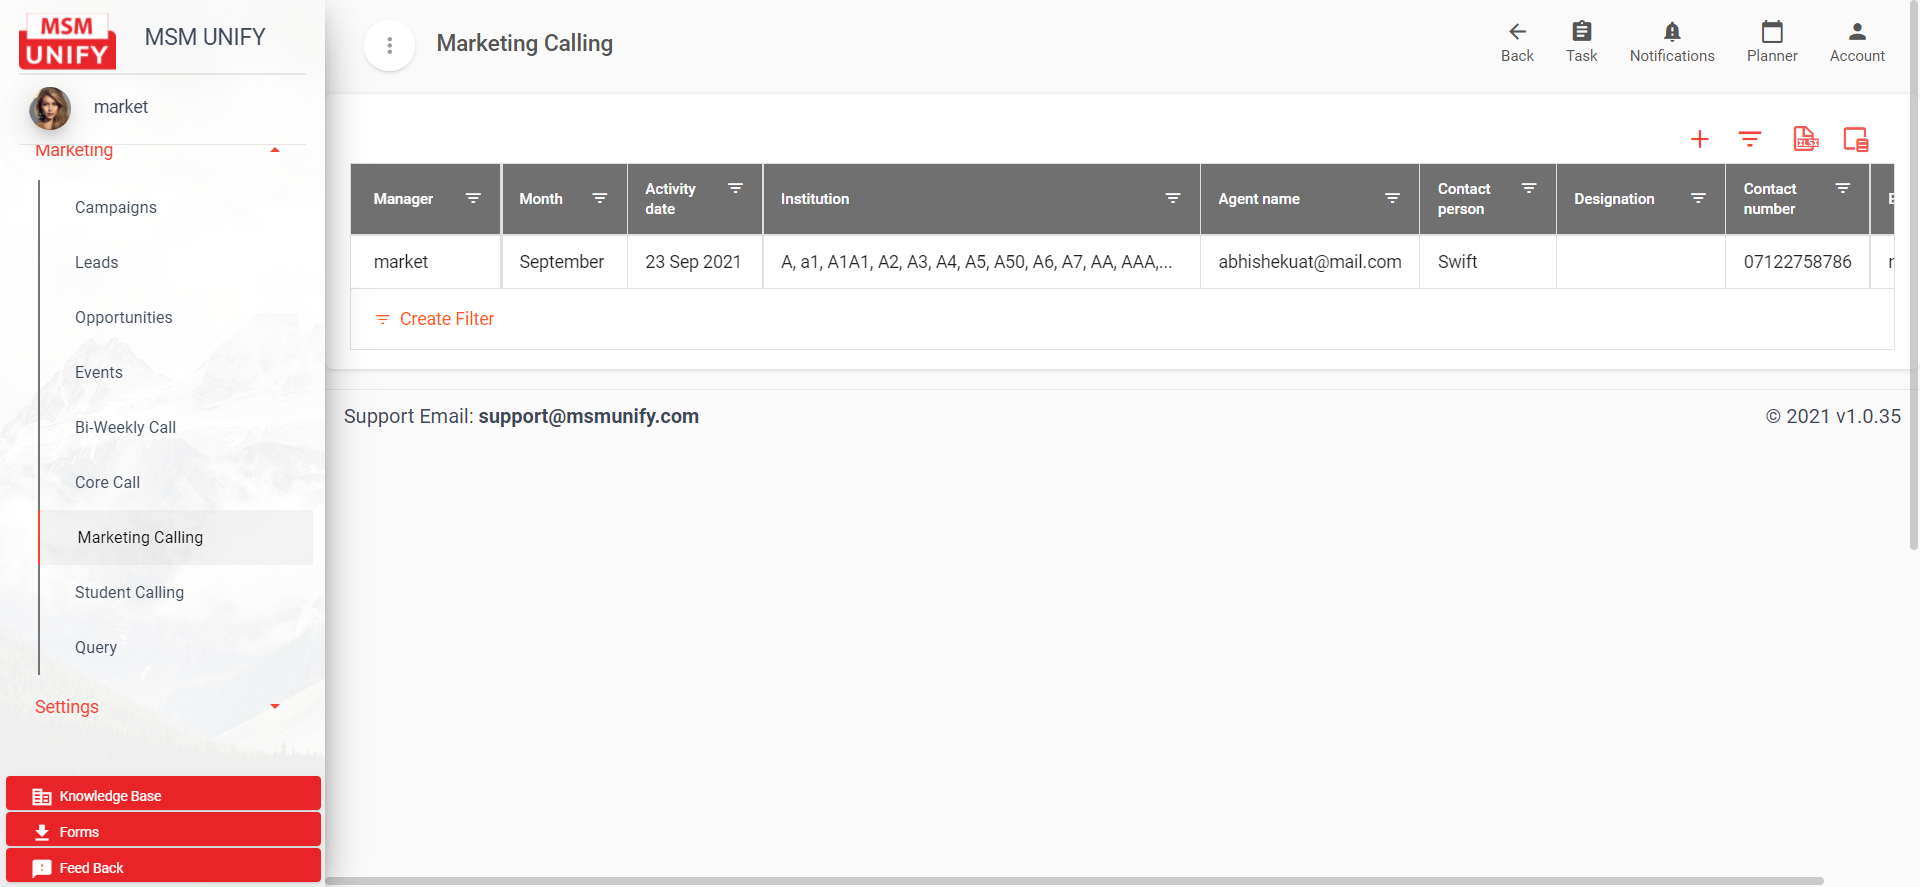 MSM
UNIFY
MSM UNIFY
market
Marketing
Campaigns
Leads
Opportunities
Events
Bi-Weekly Call
Core Call
Marketing Calling
Student Calling
Query
Settings
Knowledge Base
Forms
Feed Back
Marketing Calling
Back
Task
Notifications
Planner
Account
XLSX
Manager
Month
Activity
date
Institution
Agent name
Contact
person
Designation
Contact
number
market
September
23 Sep 2021
A, a1, A1A1, A2, A3, A4, A5, A50, A6, A7, AA, AAA,...
abhishekuat@mail.com
Swift
07122758786
Create Filter
Support Email: support@msmunify.com
© 2021 v1.0.35